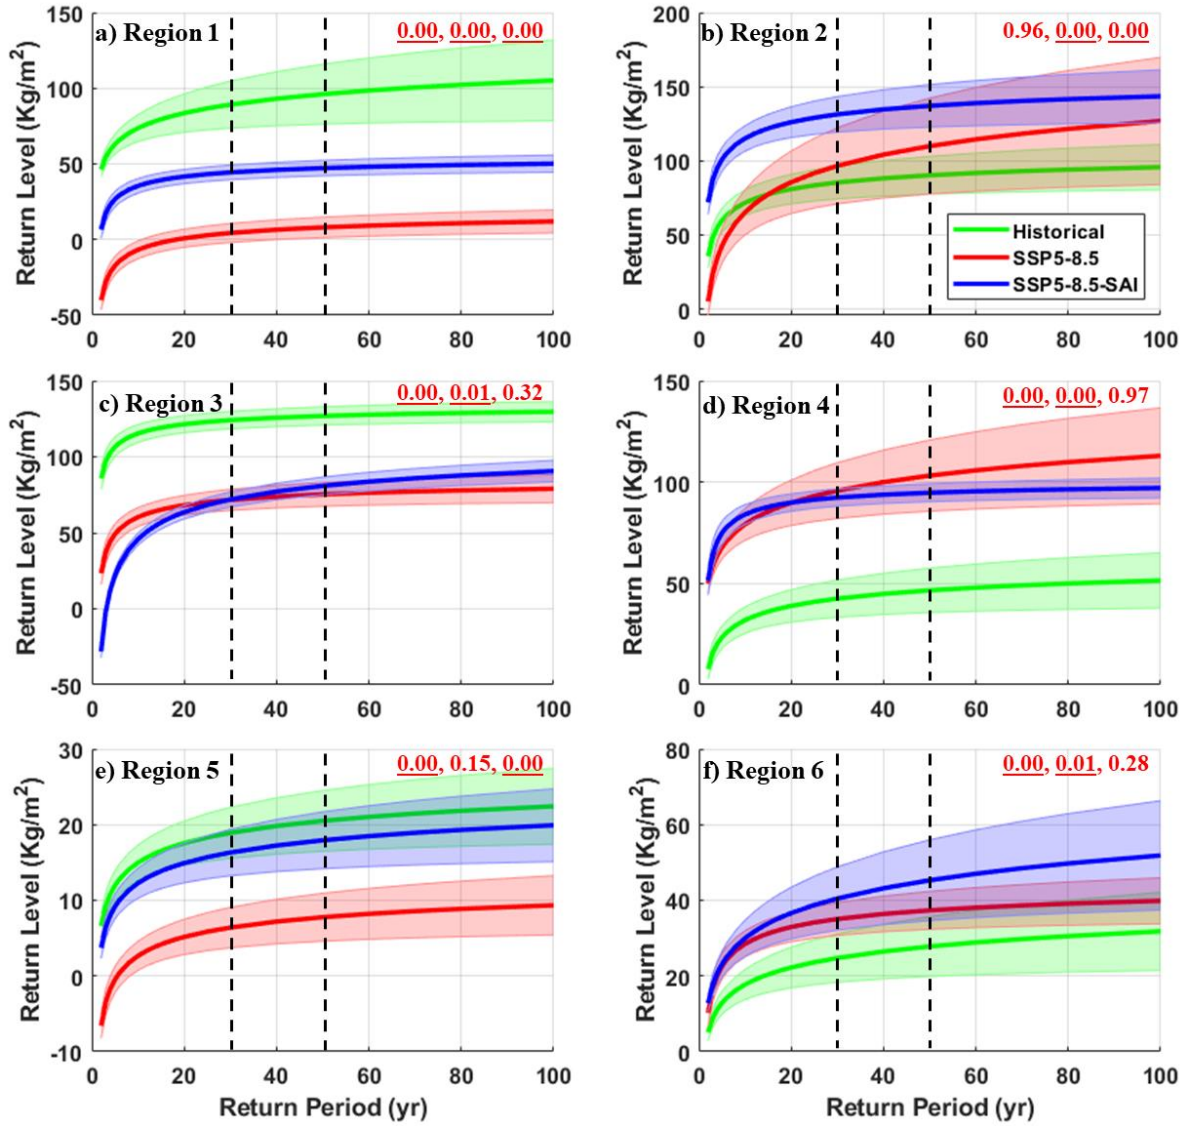 a) Region 1
0.00, 0.00, 0.00
Return Level (Kg/m²)
150
100
50
0
-50
0 20 40 60 80 100
b) Region 2
0.96, 0.00, 0.00
Return Level (Kg/m²)
200
150
100
50
0
Historical
SSP5-8.5
SSP5-8.5-SAI
0 20 40 60 80 100
c) Region 3
0.00, 0.01, 0.32
Return Level (Kg/m²)
150
100
50
0
-50
0 20 40 60 80 100
d) Region 4
0.00, 0.00, 0.97
Return Level (Kg/m²)
150
100
50
0
0 20 40 60 80 100
e) Region 5
0.00, 0.15, 0.00
Return Level (Kg/m²)
30
20
10
0
-10
0 20 40 60 80 100
Return Period (yr)
f) Region 6
0.00, 0.01, 0.28
Return Level (Kg/m²)
80
60
40
20
0
0 20 40 60 80 100
Return Period (yr)